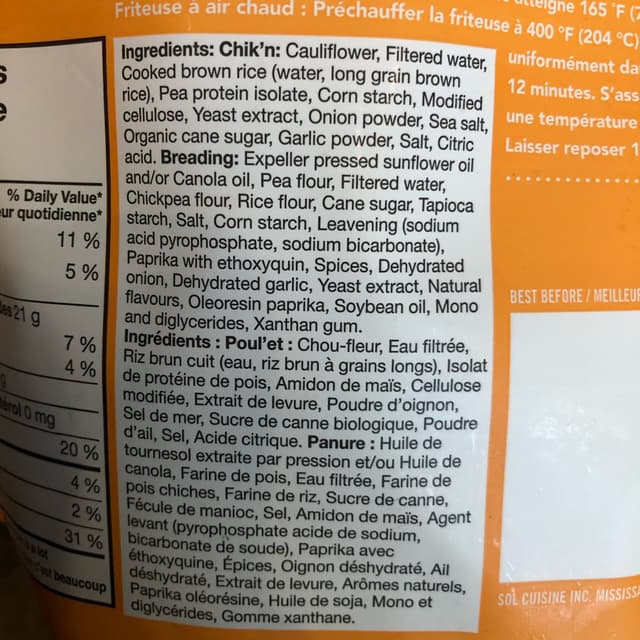 Friteuse à air chaud : Préchauffer la friteuse à 400 °F (204 °C)
165 °F
uniformément
12 minutes.
une température
Laisser reposer
Ingredients: Chik'n: Cauliflower, Filtered water,
Cooked brown rice (water, long grain brown
rice), Pea protein isolate, Corn starch, Modified
cellulose, Yeast extract, Onion powder, Sea salt,
Organic cane sugar, Garlic powder, Salt, Citric
acid. Breading: Expeller pressed sunflower oil
and/or Canola oil, Pea flour, Filtered water,
Chickpea flour, Rice flour, Cane sugar, Tapioca
starch, Salt, Corn starch, Leavening (sodium
acid pyrophosphate, sodium bicarbonate),
Paprika with ethoxyquin, Spices, Dehydrated
onion, Dehydrated garlic, Yeast extract, Natural
flavours, Oleoresin paprika, Soybean oil, Mono
and diglycerides, Xanthan gum.
Ingrédients : Poul'et : Chou-fleur, Eau filtrée,
Riz brun cuit (eau, riz brun à grains longs), Isolat
de protéine de pois, Amidon de maïs, Cellulose
modifiée, Extrait de levure, Poudre d'oignon,
Sel de mer, Sucre de canne biologique, Poudre
d'ail, Sel, Acide citrique. Panure : Huile de
tournesol extraite par pression et/ou Huile de
canola, Farine de pois, Eau filtrée, Farine de
pois chiches, Farine de riz, Sucre de canne,
Fécule de manioc, Sel, Amidon de maïs, Agent
levant (pyrophosphate acide de sodium,
bicarbonate de soude), Paprika avec
éthoxyquine, Épices, Oignon déshydraté, Ail
déshydraté, Extrait de levure, Arômes naturels,
Paprika oléorésine, Huile de soja, Mono et
diglycérides, Gomme xanthane.
% Daily Value*
quotidienne*
11 %
5 %
21 g
7 %
4 %
0 mg
20 %
4 %
2 %
31 %
a lot
beaucoup
BEST BEFORE / MEILLEUR
SOL CUISINE INC.